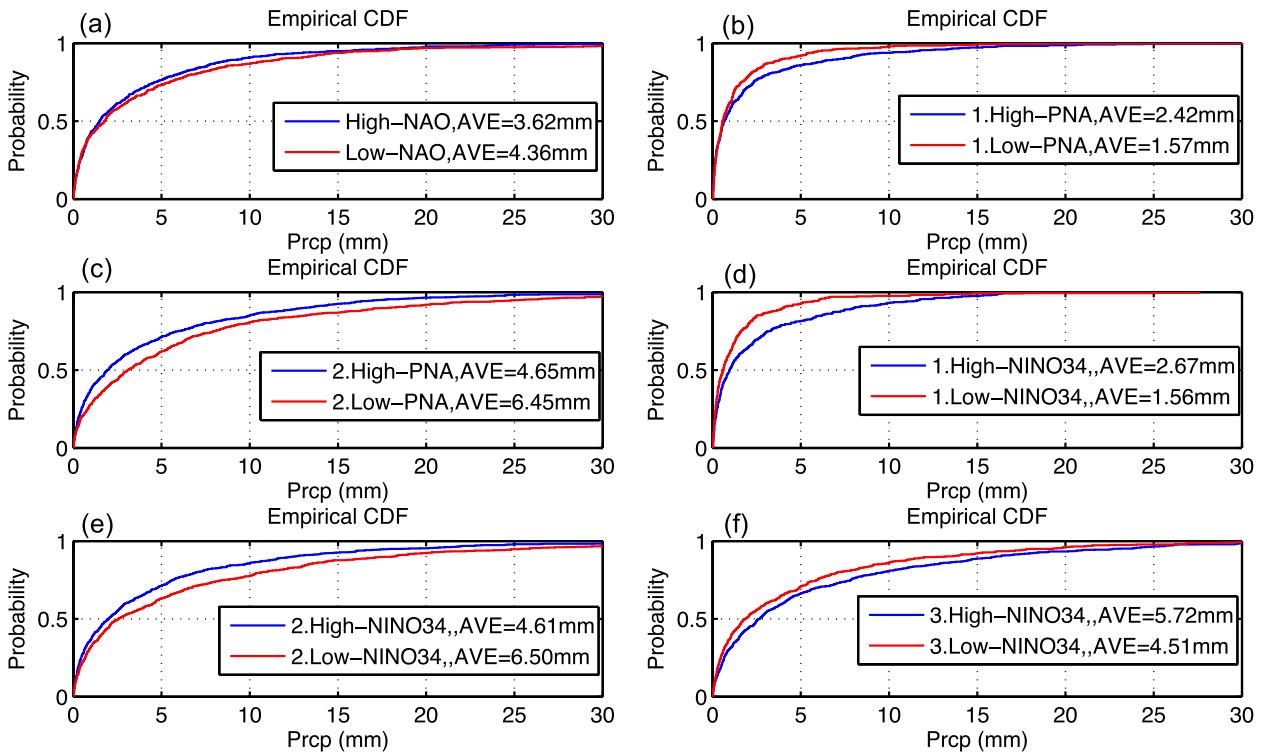 (a) Empirical CDF
Probability
1
0.5
0
High−NAO,AVE=3.62mm
Low−NAO,AVE=4.36mm
0 5 10 15 20 25 30
Prcp (mm)
(b) Empirical CDF
Probability
1
0.5
0
1.High−PNA,AVE=2.42mm
1.Low−PNA,AVE=1.57mm
0 5 10 15 20 25 30
Prcp (mm)
(c) Empirical CDF
Probability
1
0.5
0
2.High−PNA,AVE=4.65mm
2.Low−PNA,AVE=6.45mm
0 5 10 15 20 25 30
Prcp (mm)
(d) Empirical CDF
Probability
1
0.5
0
1.High−NINO34,,AVE=2.67mm
1.Low−NINO34,,AVE=1.56mm
0 5 10 15 20 25 30
Prcp (mm)
(e) Empirical CDF
Probability
1
0.5
0
2.High−NINO34,,AVE=4.61mm
2.Low−NINO34,,AVE=6.50mm
0 5 10 15 20 25 30
Prcp (mm)
(f) Empirical CDF
Probability
1
0.5
0
3.High−NINO34,,AVE=5.72mm
3.Low−NINO34,,AVE=4.51mm
0 5 10 15 20 25 30
Prcp (mm)